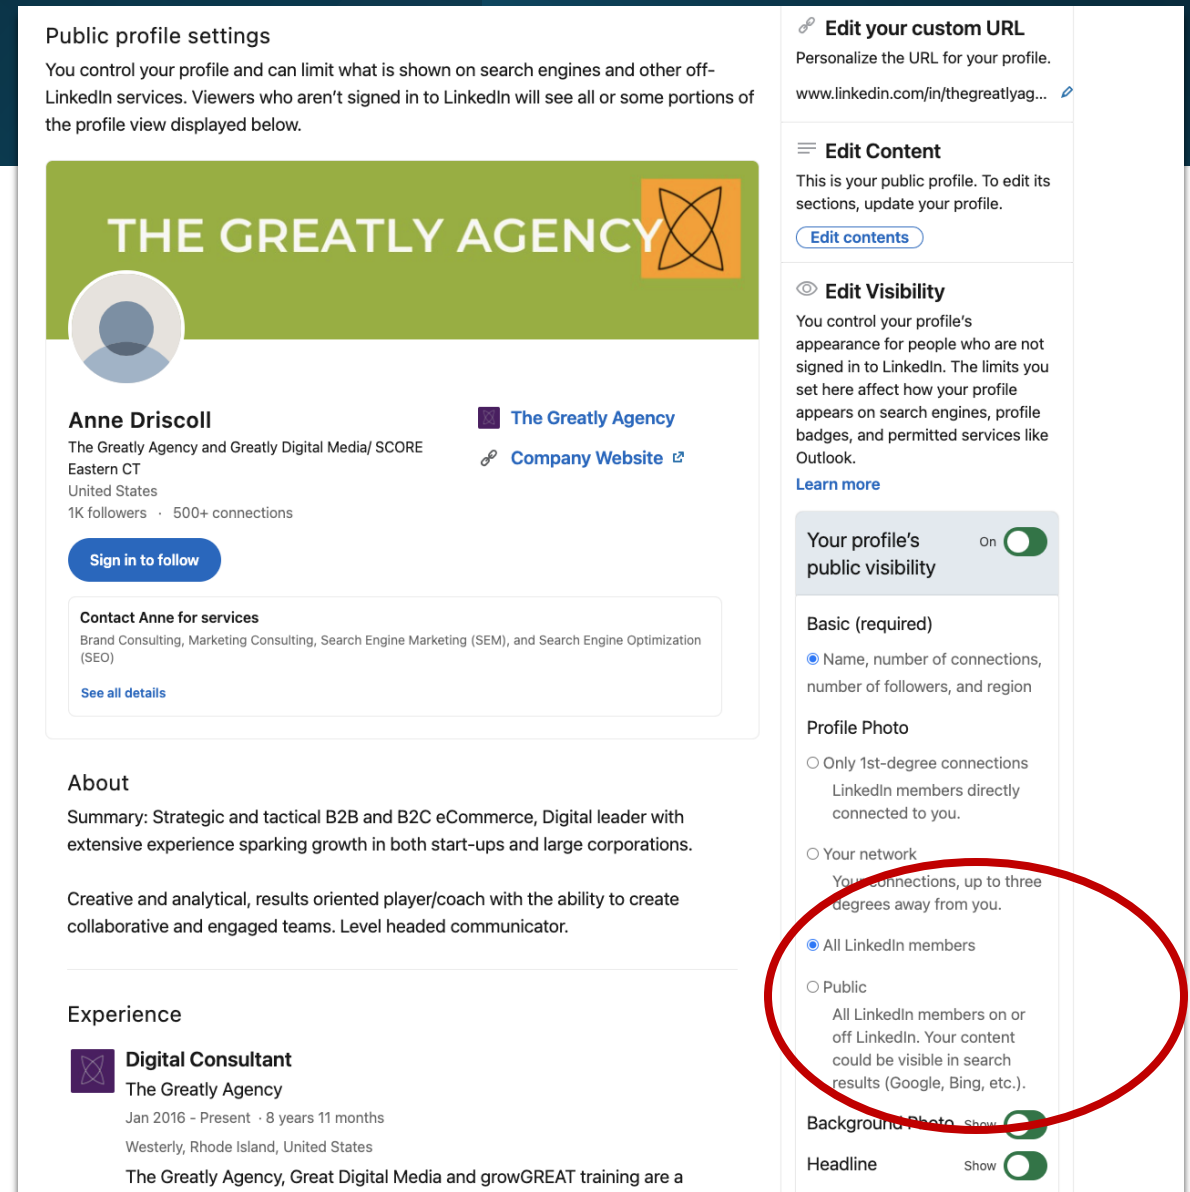 Public profile settings
You control your profile and can limit what is shown on search engines and other off-
LinkedIn services. Viewers who aren't signed in to LinkedIn will see all or some portions of
the profile view displayed below.
THE GREATLY AGENCY
Anne Driscoll
The Greatly Agency and Greatly Digital Media/ SCORE
Eastern CT
United States
1K followers · 500+ connections
The Greatly Agency
Company Website
Sign in to follow
Contact Anne for services
Brand Consulting, Marketing Consulting, Search Engine Marketing (SEM), and Search Engine Optimization
(SEO)
See all details
About
Summary: Strategic and tactical B2B and B2C eCommerce, Digital leader with
extensive experience sparking growth in both start-ups and large corporations.
Creative and analytical, results oriented player/coach with the ability to create
collaborative and engaged teams. Level headed communicator.
Experience
Digital Consultant
The Greatly Agency
Jan 2016 - Present · 8 years 11 months
Westerly, Rhode Island, United States
The Greatly Agency, Great Digital Media and growGREAT training are a
Edit your custom URL
Personalize the URL for your profile.
www.linkedin.com/in/thegreatlyag...
Edit Content
This is your public profile. To edit its
sections, update your profile.
Edit contents
Edit Visibility
You control your profile's
appearance for people who are not
signed in to LinkedIn. The limits you
set here affect how your profile
appears on search engines, profile
badges, and permitted services like
Outlook.
Learn more
Your profile's
public visibility
On
Basic (required)
Name, number of connections,
number of followers, and region
Profile Photo
Only 1st-degree connections
LinkedIn members directly
connected to you.
Your network
Your connections, up to three
degrees away from you.
All LinkedIn members
Public
All LinkedIn members on or
off LinkedIn. Your content
could be visible in search
results (Google, Bing, etc.).
Background Photo Show
Headline Show